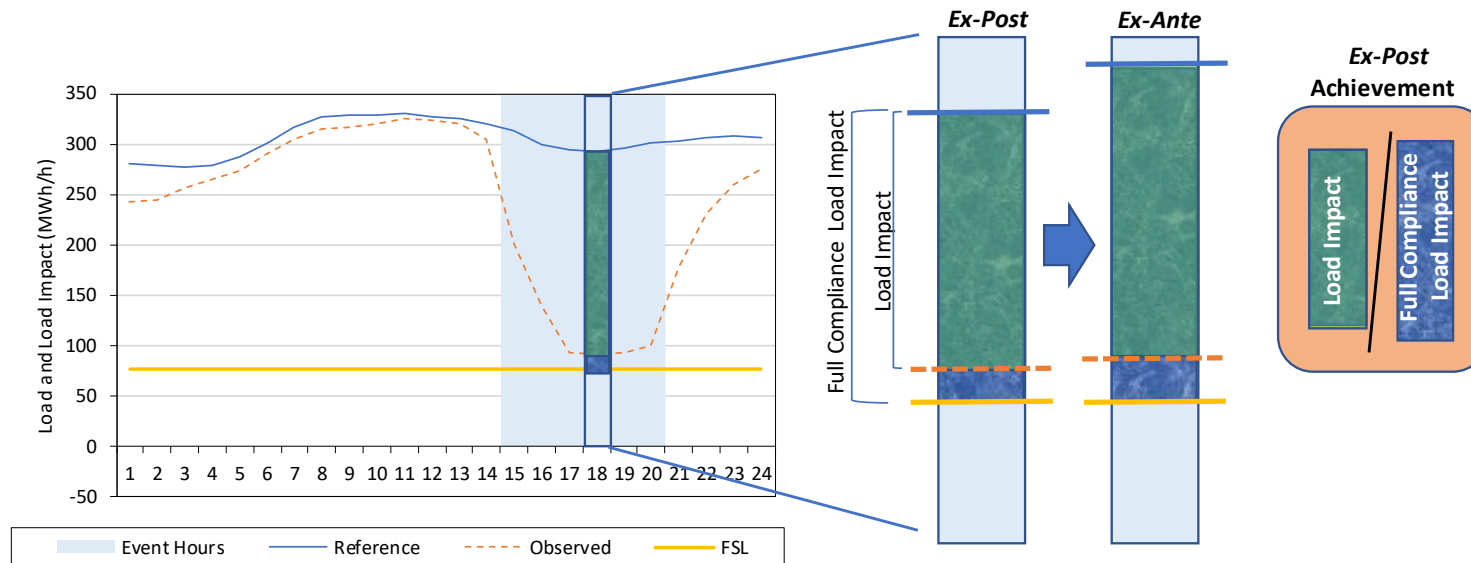 Ex-Post
Ex-Ante
Ex-Post
Achievement
Load and Load Impact (MWh/h)
350
300
250
200
150
100
50
0
-50
1 2 3 4 5 6 7 8 9 10 11 12 13 14 15 16 17 18 19 20 21 22 23 24
Event Hours
Reference
Observed
FSL
Full Compliance Load Impact
Load Impact
Load Impact
Full Compliance
Load Impact